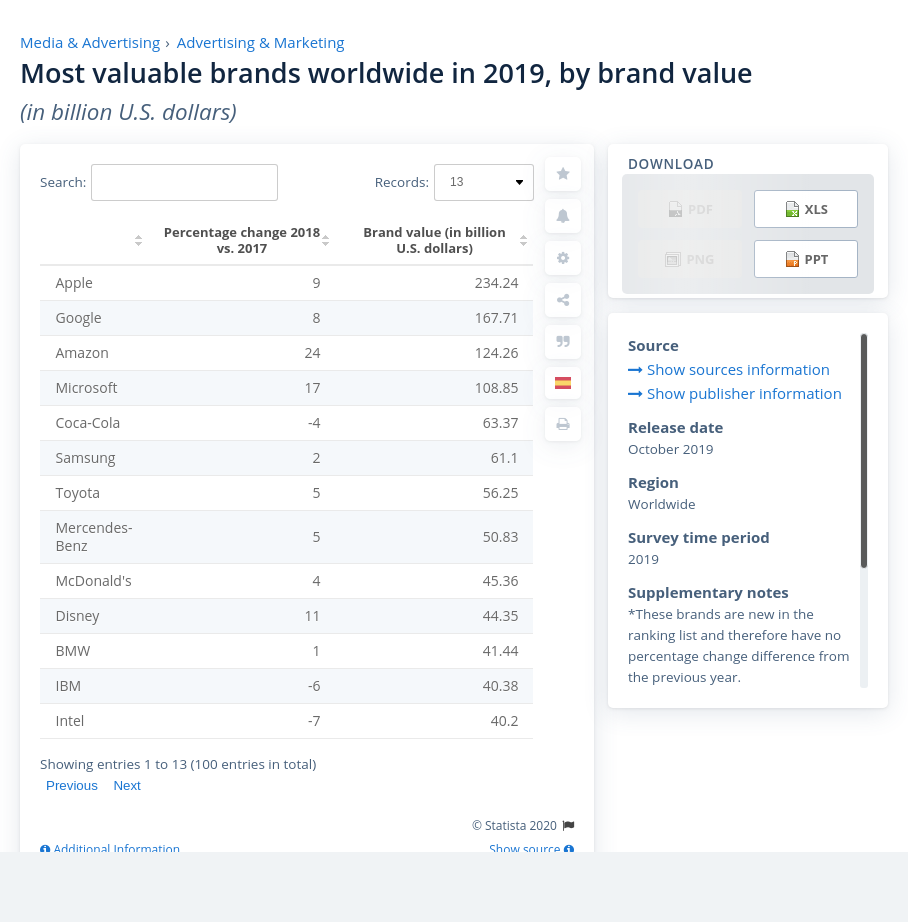 Media & Advertising › Advertising & Marketing
Most valuable brands worldwide in 2019, by brand value
(in billion U.S. dollars)
Search:
Records: 13
Percentage change 2018 vs. 2017
Brand value (in billion U.S. dollars)
Apple 9 234.24
Google 8 167.71
Amazon 24 124.26
Microsoft 17 108.85
Coca-Cola -4 63.37
Samsung 2 61.1
Toyota 5 56.25
Mercendes-
Benz 5 50.83
McDonald's 4 45.36
Disney 11 44.35
BMW 1 41.44
IBM -6 40.38
Intel -7 40.2
Showing entries 1 to 13 (100 entries in total)
Previous Next
© Statista 2020
Additional Information Show source
DOWNLOAD
PDF XLS
PNG PPT
Source
Show sources information
Show publisher information
Release date
October 2019
Region
Worldwide
Survey time period
2019
Supplementary notes
*These brands are new in the
ranking list and therefore have no
percentage change difference from
the previous year.